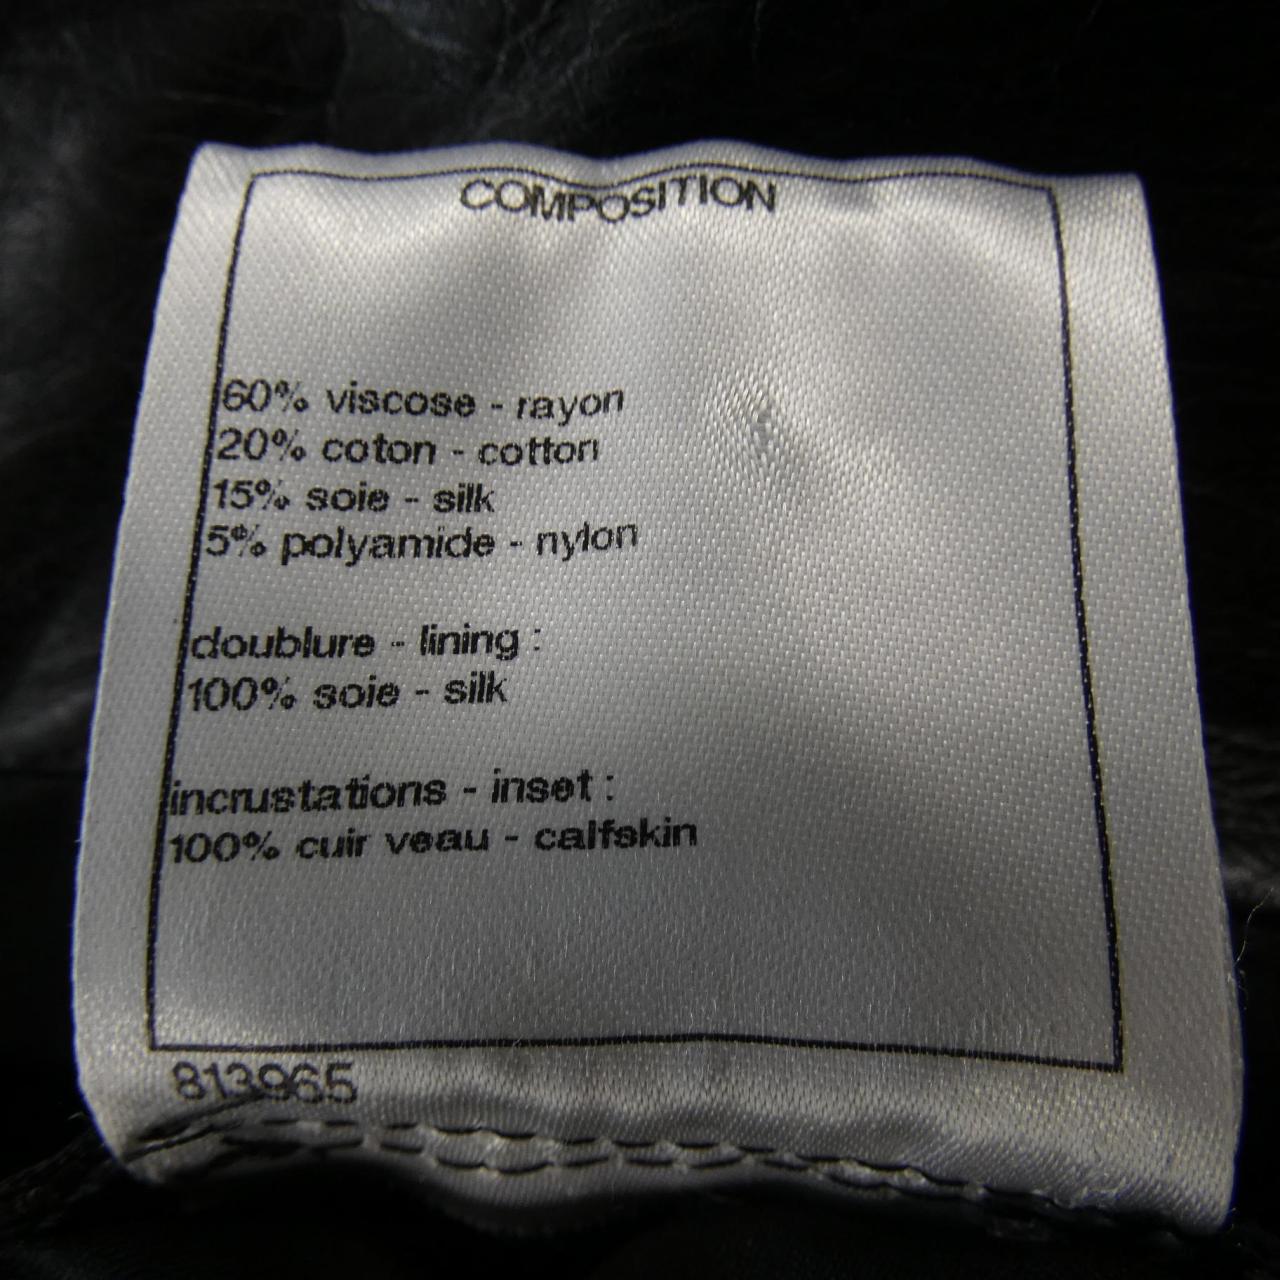 COMPOSITION
60% viscose - rayon
20% coton - cotton
15% soie - silk
5% polyamide - nylon
doublure - lining :
100% soie - silk
incrustations - inset :
100% cuir veau - calfskin
813965